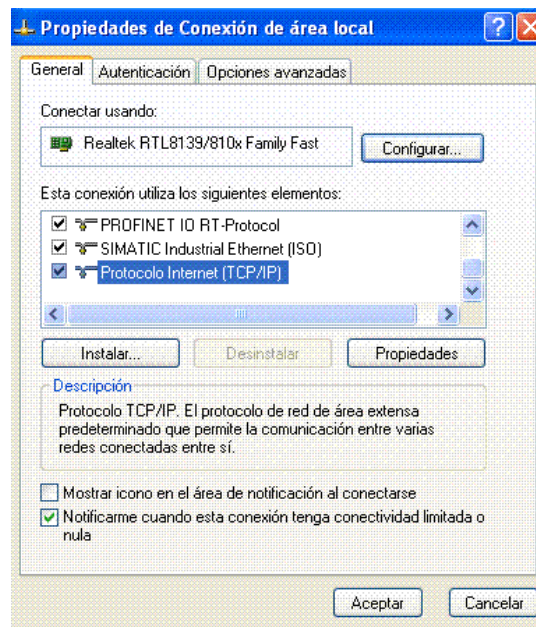 Propiedades de Conexión de área local
General Autenticación Opciones avanzadas
Conectar usando:
Realtek RTL8139/810x Family Fast
Configurar...
Esta conexión utiliza los siguientes elementos:
PROFINET IO RT-Protocol
SIMATIC Industrial Ethernet (ISO)
Protocolo Internet (TCP/IP)
Instalar... Desinstalar Propiedades
Descripción
Protocolo TCP/IP. El protocolo de red de área extensa
predeterminado que permite la comunicación entre varias
redes conectadas entre sí.
Mostrar icono en el área de notificación al conectarse
Notificarme cuando esta conexión tenga conectividad limitada o
nula
Aceptar Cancelar